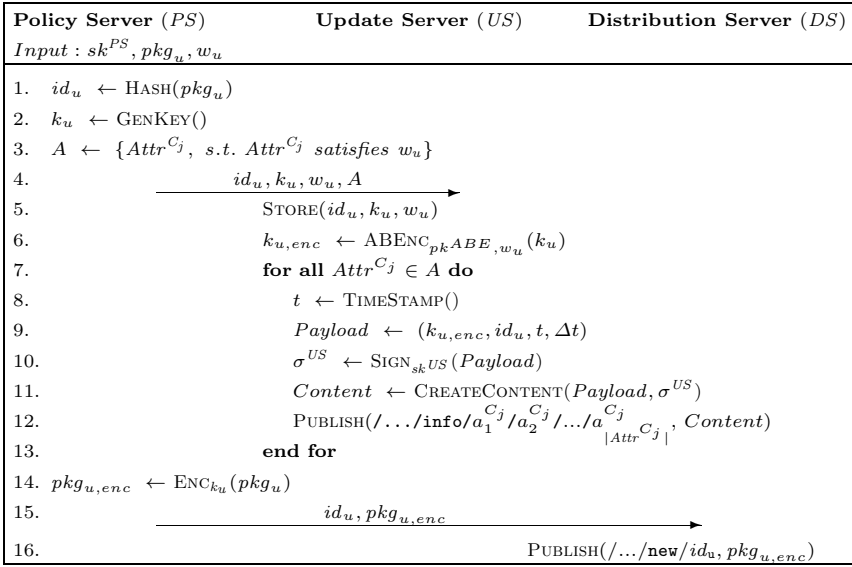 Policy Server (PS) Update Server (US) Distribution Server (DS)
Input : sk^{PS}, pkg_u, w_u
1. id_u ← HASH(pkg_u)
2. k_u ← GENKEY()
3. A ← {Attr^{C_j}, s.t. Attr^{C_j} satisfies w_u}
4. id_u, k_u, w_u, A
5. STORE(id_u, k_u, w_u)
6. k_{u,enc} ← ABENC_{pk^{ABE},w_u}(k_u)
7. for all Attr^{C_j} ∈ A do
8. t ← TIMESTAMP()
9. Payload ← (k_{u,enc}, id_u, t, Δt)
10. σ^{US} ← SIGN_{sk^{US}}(Payload)
11. Content ← CREATECONTENT(Payload, σ^{US})
12. PUBLISH(/.../info/a_1^{C_j}/a_2^{C_j}/.../a_{|Attr^{C_j}|}^{C_j}, Content)
13. end for
14. pkg_{u,enc} ← ENC_{k_u}(pkg_u)
15. id_u, pkg_{u,enc}
16. PUBLISH(/.../new/id_u, pkg_{u,enc})